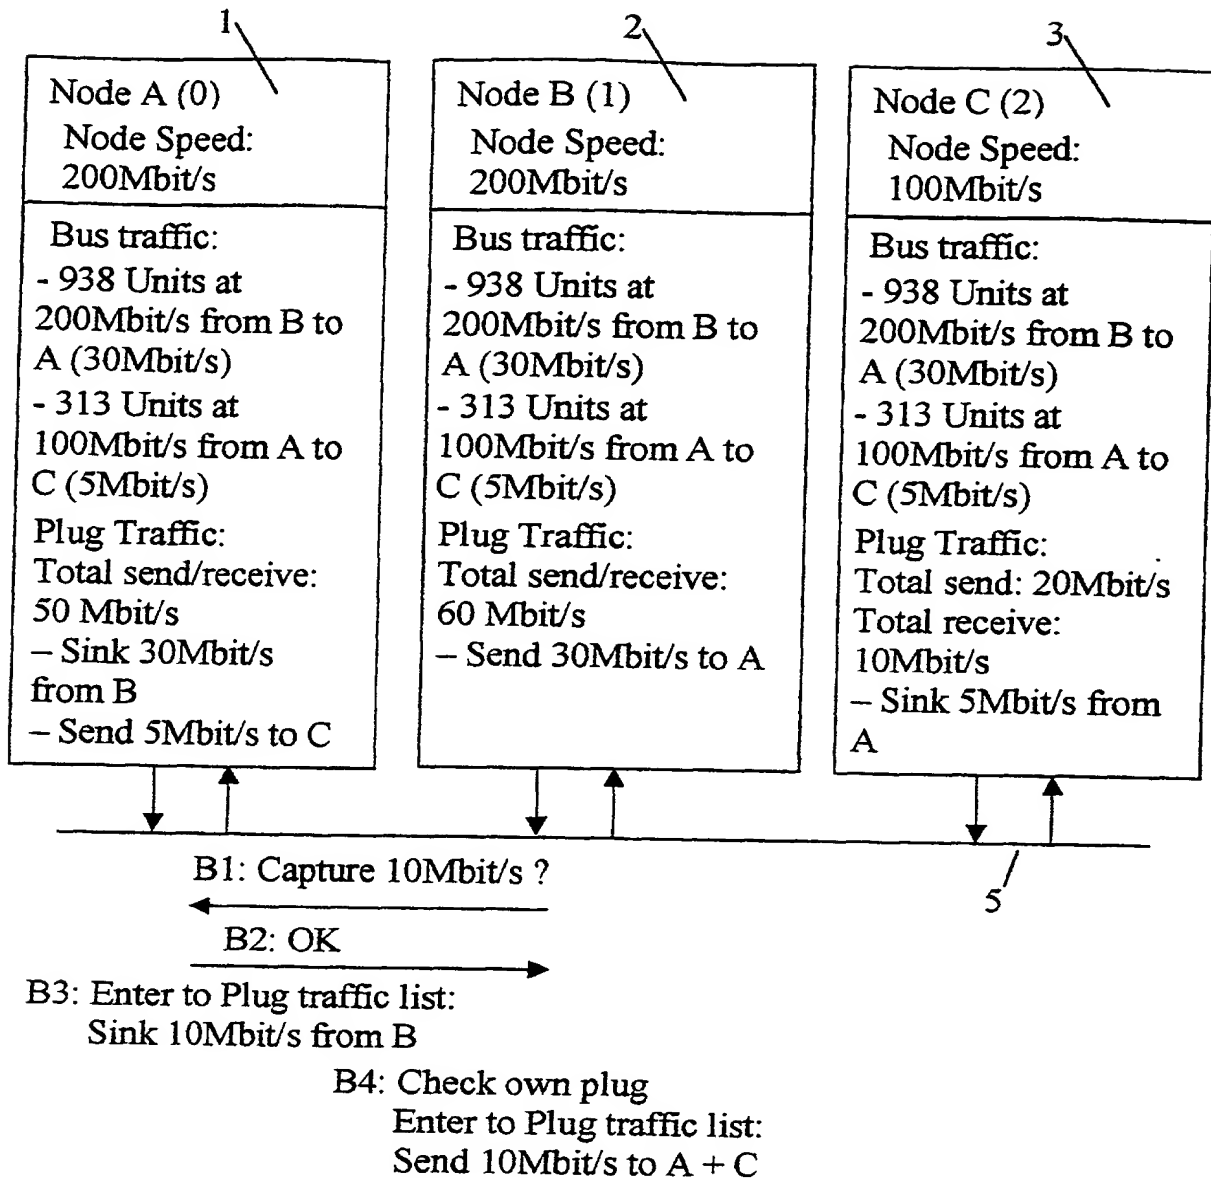 1
2
3
Node A (0)
Node Speed:
200Mbit/s
Bus traffic:
- 938 Units at
200Mbit/s from B to
A (30Mbit/s)
- 313 Units at
100Mbit/s from A to
C (5Mbit/s)
Plug Traffic:
Total send/receive:
50 Mbit/s
– Sink 30Mbit/s
from B
– Send 5Mbit/s to C
Node B (1)
Node Speed:
200Mbit/s
Bus traffic:
- 938 Units at
200Mbit/s from B to
A (30Mbit/s)
- 313 Units at
100Mbit/s from A to
C (5Mbit/s)
Plug Traffic:
Total send/receive:
60 Mbit/s
– Send 30Mbit/s to A
Node C (2)
Node Speed:
100Mbit/s
Bus traffic:
- 938 Units at
200Mbit/s from B to
A (30Mbit/s)
- 313 Units at
100Mbit/s from A to
C (5Mbit/s)
Plug Traffic:
Total send: 20Mbit/s
Total receive:
10Mbit/s
– Sink 5Mbit/s from
A
5
B1: Capture 10Mbit/s ?
B2: OK
B3: Enter to Plug traffic list:
Sink 10Mbit/s from B
B4: Check own plug
Enter to Plug traffic list:
Send 10Mbit/s to A + C